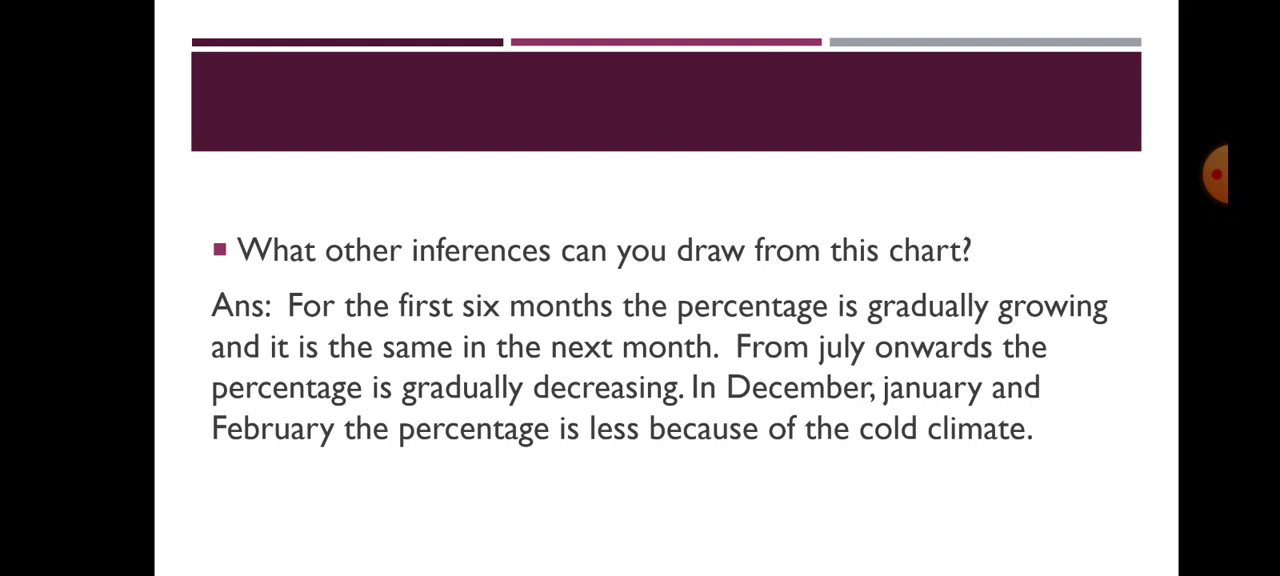 What other inferences can you draw from this chart?
Ans:  For the first six months the percentage is gradually growing
and it is the same in the next month.  From july onwards the
percentage is gradually decreasing. In December, january and
February the percentage is less because of the cold climate.